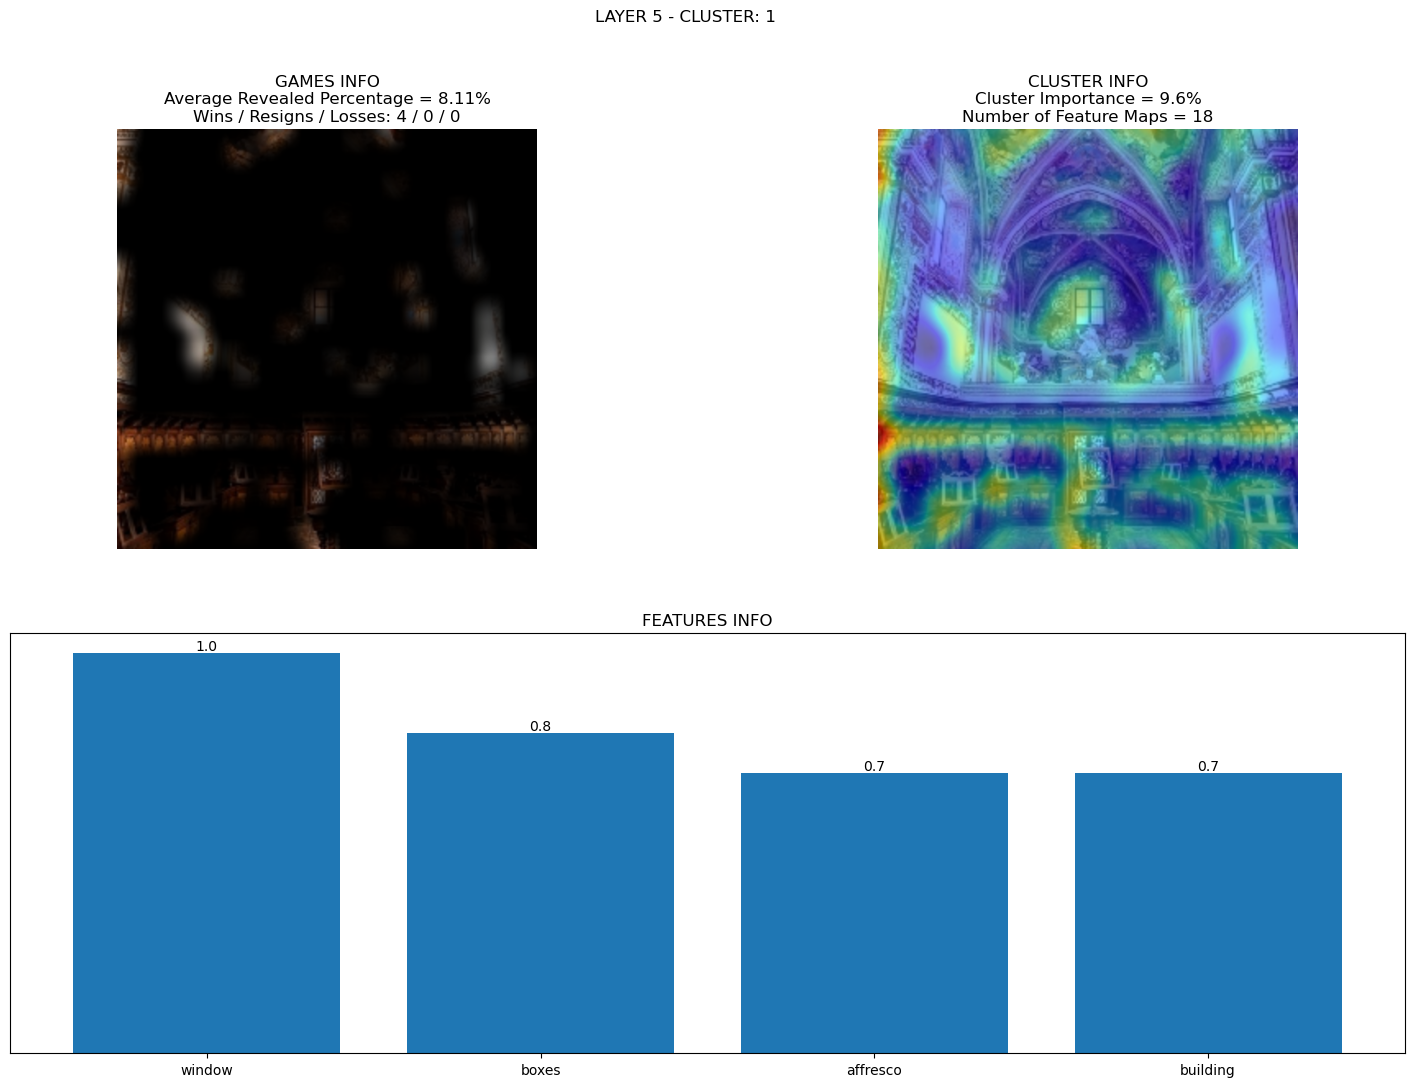 LAYER 5 - CLUSTER: 1
GAMES INFO
Average Revealed Percentage = 8.11%
Wins / Resigns / Losses: 4 / 0 / 0
CLUSTER INFO
Cluster Importance = 9.6%
Number of Feature Maps = 18
FEATURES INFO
1.0
0.8
0.7
0.7
window
boxes
affresco
building